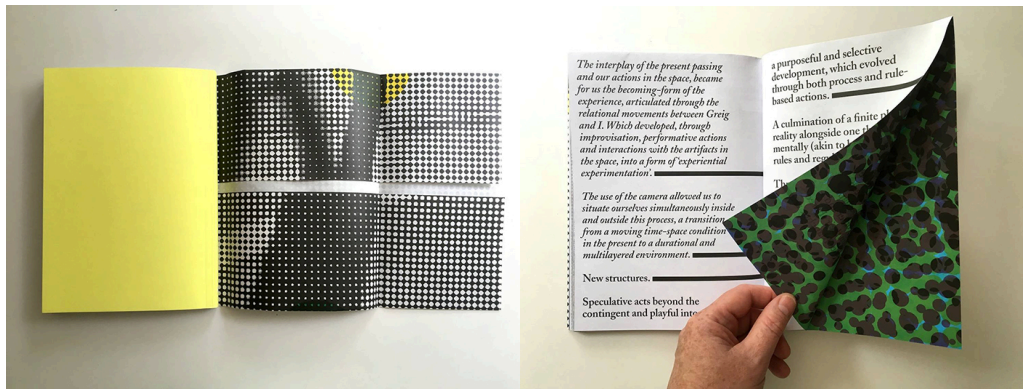 The interplay of the present passing
and our actions in the space, became
for us the becoming-form of the
experience, articulated through the
relational movements between Greig
and I. Which developed, through
improvisation, performative actions
and interactions with the artifacts in
the space, into a form of 'experiential
experimentation'.
The use of the camera allowed us to
situate ourselves simultaneously inside
and outside this process, a transition
from a moving time-space condition
in the present to a durational and
multilayered environment.
New structures.
Speculative acts beyond the
contingent and playful into
a purposeful and selective
development, which evolved
through both process and rule-
based actions.
A culmination of a finite
reality alongside one
mentally (akin to
rules and